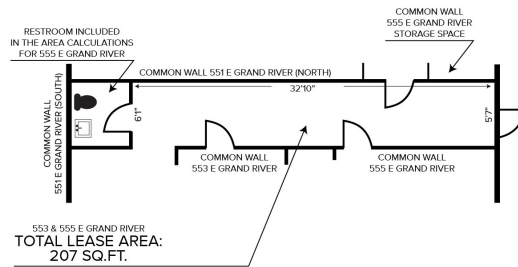 RESTROOM INCLUDED
IN THE AREA CALCULATIONS
FOR 555 E GRAND RIVER
COMMON WALL
555 E GRAND RIVER
STORAGE SPACE
COMMON WALL 551 E GRAND RIVER (NORTH)
32'10"
COMMON WALL
551 E GRAND RIVER (SOUTH)
6'1"
5'7"
COMMON WALL
553 E GRAND RIVER
COMMON WALL
555 E GRAND RIVER
553 & 555 E GRAND RIVER
TOTAL LEASE AREA:
207 SQ.FT.